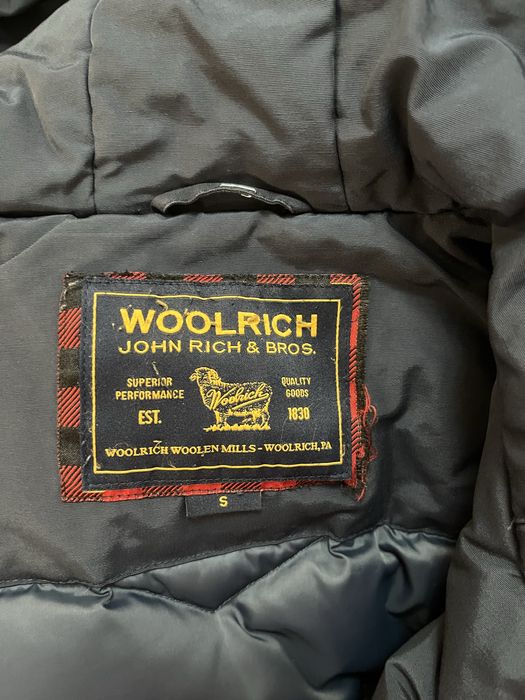 WOOLRICH
JOHN RICH & BROS.
SUPERIOR
PERFORMANCE
EST.
Woolrich
QUALITY
GOODS
1830
WOOLRICH WOOLEN MILLS - WOOLRICH, PA
S